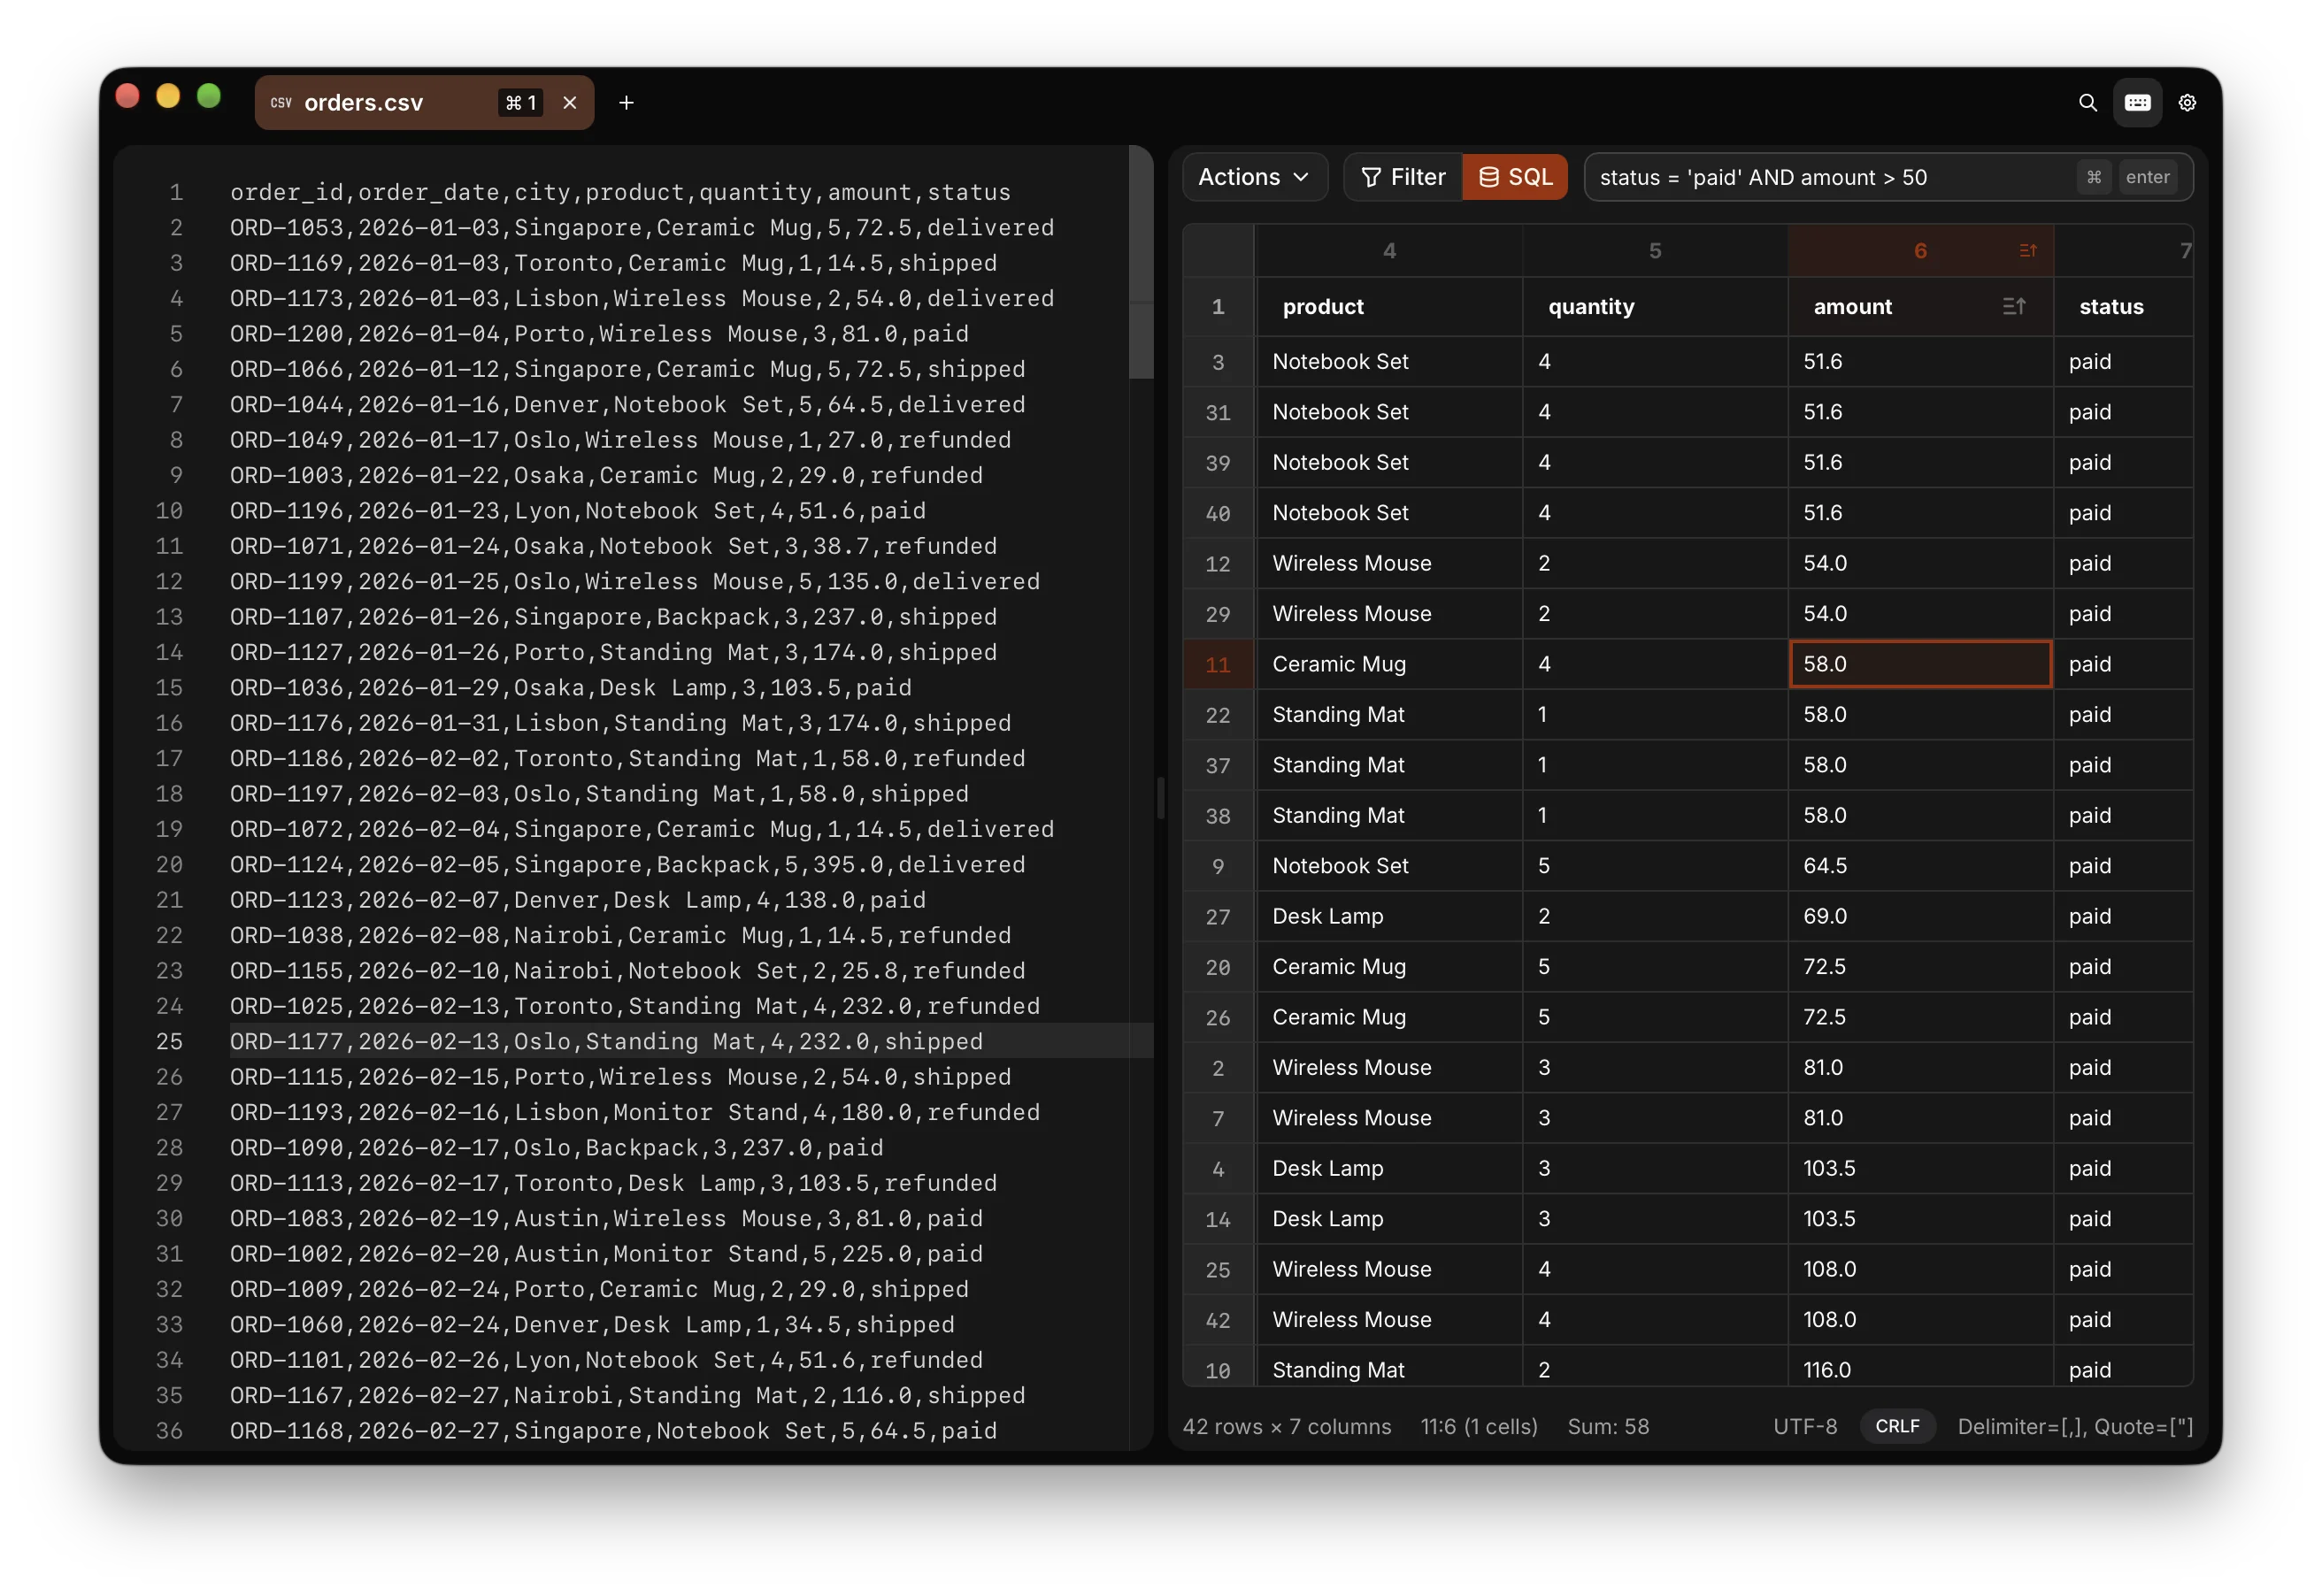 CSV orders.csv ⌘ 1 × +
1 order_id,order_date,city,product,quantity,amount,status
2 ORD-1053,2026-01-03,Singapore,Ceramic Mug,5,72.5,delivered
3 ORD-1169,2026-01-03,Toronto,Ceramic Mug,1,14.5,shipped
4 ORD-1173,2026-01-03,Lisbon,Wireless Mouse,2,54.0,delivered
5 ORD-1200,2026-01-04,Porto,Wireless Mouse,3,81.0,paid
6 ORD-1066,2026-01-12,Singapore,Ceramic Mug,5,72.5,shipped
7 ORD-1044,2026-01-16,Denver,Notebook Set,5,64.5,delivered
8 ORD-1049,2026-01-17,Oslo,Wireless Mouse,1,27.0,refunded
9 ORD-1003,2026-01-22,Osaka,Ceramic Mug,2,29.0,refunded
10 ORD-1196,2026-01-23,Lyon,Notebook Set,4,51.6,paid
11 ORD-1071,2026-01-24,Osaka,Notebook Set,3,38.7,refunded
12 ORD-1199,2026-01-25,Oslo,Wireless Mouse,5,135.0,delivered
13 ORD-1107,2026-01-26,Singapore,Backpack,3,237.0,shipped
14 ORD-1127,2026-01-26,Porto,Standing Mat,3,174.0,shipped
15 ORD-1036,2026-01-29,Osaka,Desk Lamp,3,103.5,paid
16 ORD-1176,2026-01-31,Lisbon,Standing Mat,3,174.0,shipped
17 ORD-1186,2026-02-02,Toronto,Standing Mat,1,58.0,refunded
18 ORD-1197,2026-02-03,Oslo,Standing Mat,1,58.0,shipped
19 ORD-1072,2026-02-04,Singapore,Ceramic Mug,1,14.5,delivered
20 ORD-1124,2026-02-05,Singapore,Backpack,5,395.0,delivered
21 ORD-1123,2026-02-07,Denver,Desk Lamp,4,138.0,paid
22 ORD-1038,2026-02-08,Nairobi,Ceramic Mug,1,14.5,refunded
23 ORD-1155,2026-02-10,Nairobi,Notebook Set,2,25.8,refunded
24 ORD-1025,2026-02-13,Toronto,Standing Mat,4,232.0,refunded
25 ORD-1177,2026-02-13,Oslo,Standing Mat,4,232.0,shipped
26 ORD-1115,2026-02-15,Porto,Wireless Mouse,2,54.0,shipped
27 ORD-1193,2026-02-16,Lisbon,Monitor Stand,4,180.0,refunded
28 ORD-1090,2026-02-17,Oslo,Backpack,3,237.0,paid
29 ORD-1113,2026-02-17,Toronto,Desk Lamp,3,103.5,refunded
30 ORD-1083,2026-02-19,Austin,Wireless Mouse,3,81.0,paid
31 ORD-1002,2026-02-20,Austin,Monitor Stand,5,225.0,paid
32 ORD-1009,2026-02-24,Porto,Ceramic Mug,2,29.0,shipped
33 ORD-1060,2026-02-24,Denver,Desk Lamp,1,34.5,shipped
34 ORD-1101,2026-02-26,Lyon,Notebook Set,4,51.6,refunded
35 ORD-1167,2026-02-27,Nairobi,Standing Mat,2,116.0,shipped
36 ORD-1168,2026-02-27,Singapore,Notebook Set,5,64.5,paid
Actions Filter SQL status = 'paid' AND amount > 50 ⌘ enter
4 5 6 7
1 product quantity amount status
3 Notebook Set 4 51.6 paid
31 Notebook Set 4 51.6 paid
39 Notebook Set 4 51.6 paid
40 Notebook Set 4 51.6 paid
12 Wireless Mouse 2 54.0 paid
29 Wireless Mouse 2 54.0 paid
11 Ceramic Mug 4 58.0 paid
22 Standing Mat 1 58.0 paid
37 Standing Mat 1 58.0 paid
38 Standing Mat 1 58.0 paid
9 Notebook Set 5 64.5 paid
27 Desk Lamp 2 69.0 paid
20 Ceramic Mug 5 72.5 paid
26 Ceramic Mug 5 72.5 paid
2 Wireless Mouse 3 81.0 paid
7 Wireless Mouse 3 81.0 paid
4 Desk Lamp 3 103.5 paid
14 Desk Lamp 3 103.5 paid
25 Wireless Mouse 4 108.0 paid
42 Wireless Mouse 4 108.0 paid
10 Standing Mat 2 116.0 paid
42 rows × 7 columns 11:6 (1 cells) Sum: 58 UTF-8 CRLF Delimiter=[,], Quote=["]